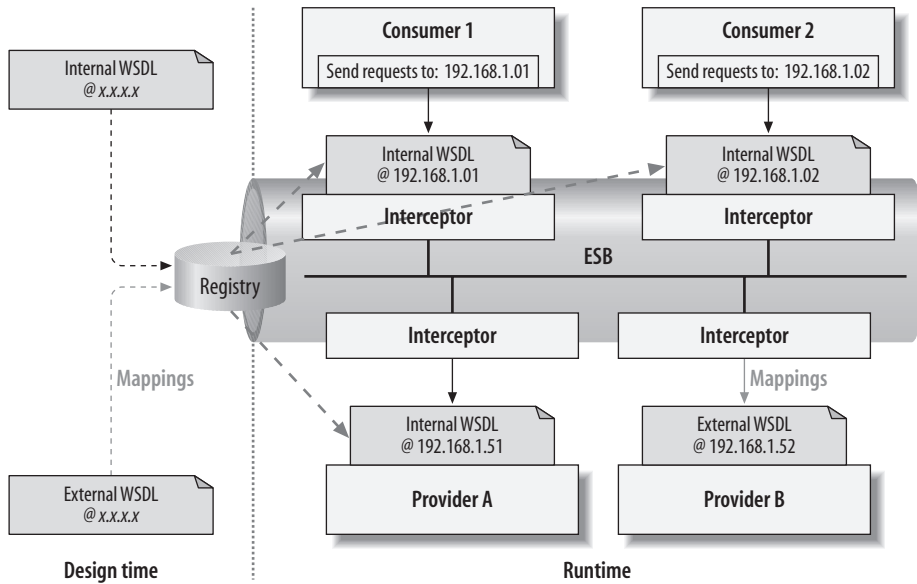 Consumer 1
Send requests to: 192.168.1.01
Consumer 2
Send requests to: 192.168.1.02
Internal WSDL
@ x.x.x.x
Internal WSDL
@ 192.168.1.01
Internal WSDL
@ 192.168.1.02
Interceptor
Interceptor
ESB
Registry
Interceptor
Interceptor
Mappings
Mappings
Internal WSDL
@ 192.168.1.51
External WSDL
@ 192.168.1.52
External WSDL
@ x.x.x.x
Provider A
Provider B
Design time
Runtime